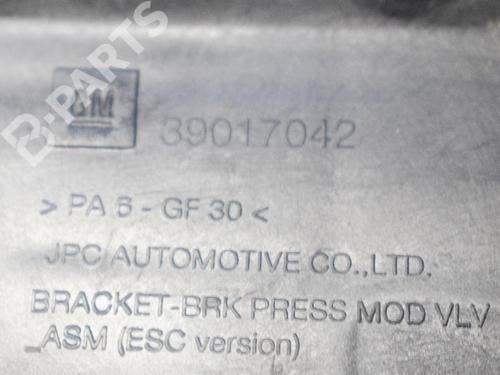 B-PARTS
GM
39017042
> PA 6 - GF 30 <
JPC AUTOMOTIVE CO.,LTD.
BRACKET-BRK PRESS MOD VLV
_ASM (ESC version)